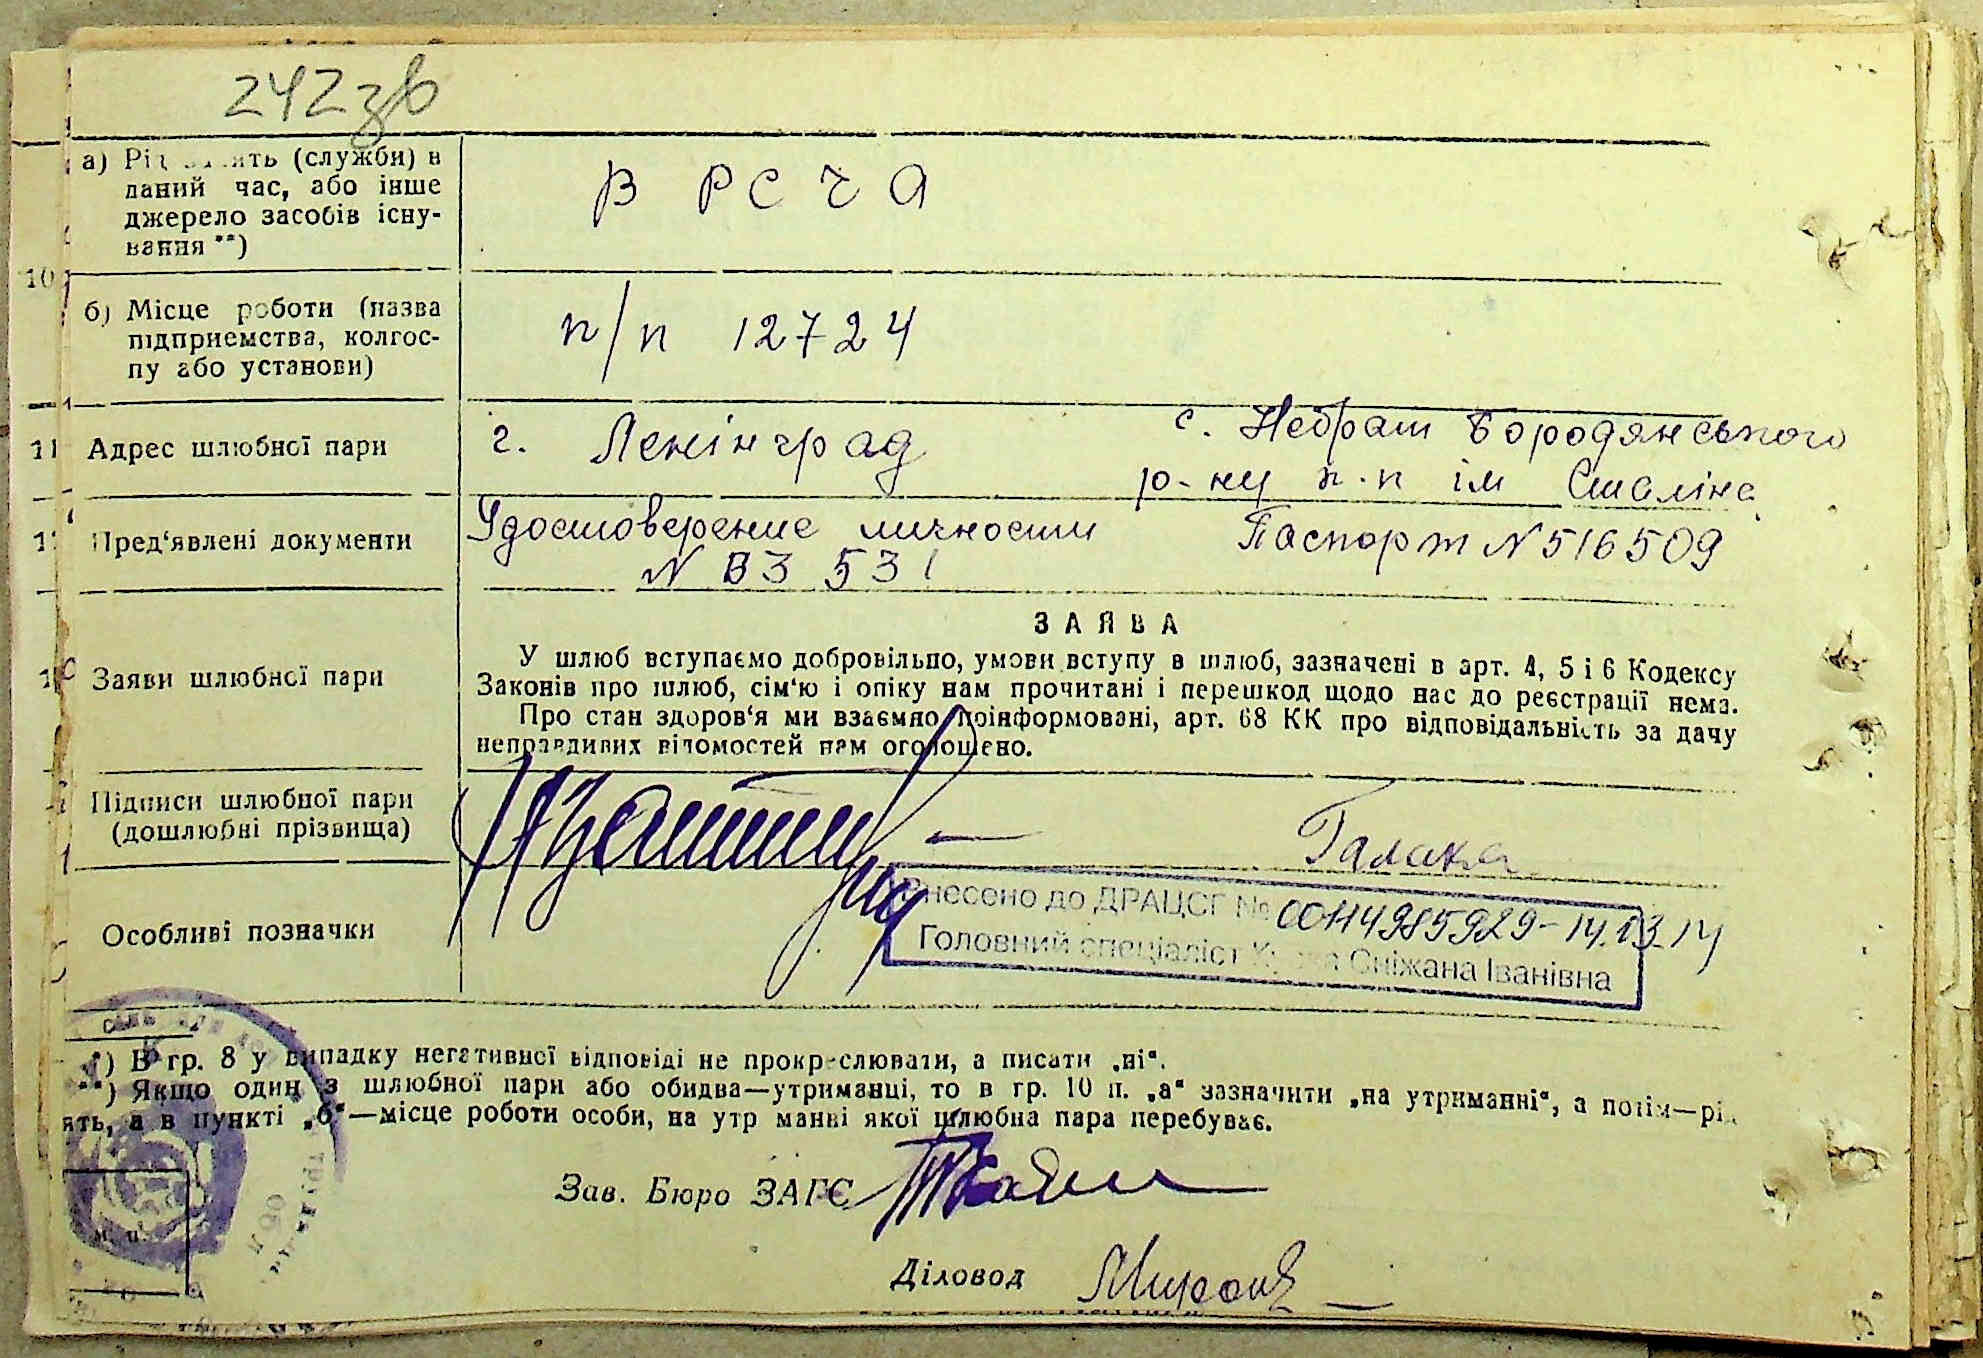 242зв
а) Рід занять (служби) в
даний час, або інше
джерело засобів існу-
вання **)
В РСЧА
10
б) Місце роботи (назва
підприємства, колгос-
пу або установи)
п/п 12724
11 Адрес шлюбної пари
г. Ленінград
с. Небрат Бородянського
р-ну к.п ім Сталіна
Пред‘явлені документи
Удостоверение личности
N ВЗ 531
Паспорт N 516509
Заяви шлюбної пари
ЗАЯВА
У шлюб вступаємо добровільно, умови вступу в шлюб, зазначені в арт. 4, 5 і 6 Кодексу
Законів про шлюб, сім‘ю і опіку нам прочитані і перешкод щодо нас до реєстрації нема.
Про стан здоров‘я ми взаємно поінформовані, арт. 68 КК про відповідальність за дачу
неправдивих відомостей нам оголошено.
Підписи шлюбної пари
(дошлюбні прізвища)
Галака
Особливі позначки
Внесено до ДРАЦСГ № 00114985929-14.03.14
Головний спеціаліст Сніжана Іванівна
*) В гр. 8 у випадку негативної відповіді не прокреслювати, а писати „ні“.
**) Якщо один з шлюбної пари або обидва—утриманці, то в гр. 10 п. „а“ зазначити „на утриманні“, а потім—рід
ять, а в пункті „б“—місце роботи особи, на утриманні якої шлюбна пара перебуває.
Зав. Бюро ЗАГС
м. п.
Діловод